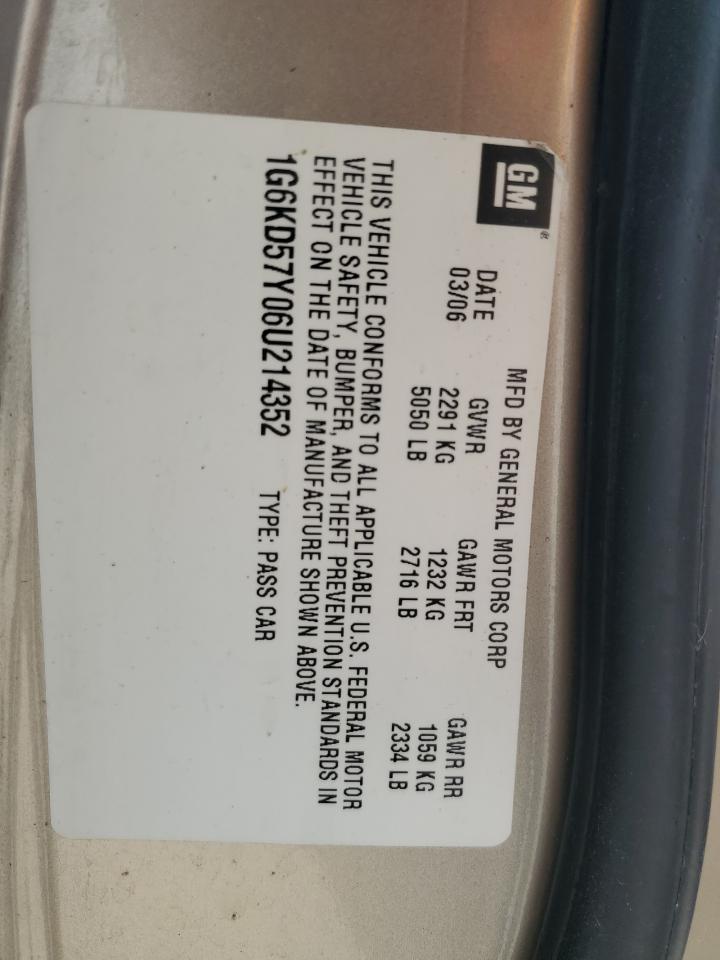 GM®
MFD BY GENERAL MOTORS CORP
DATE GVWR GAWR FRT GAWR RR
03/06 2291 KG 1232 KG 1059 KG
5050 LB 2716 LB 2334 LB
THIS VEHICLE CONFORMS TO ALL APPLICABLE U.S. FEDERAL MOTOR
VEHICLE SAFETY, BUMPER, AND THEFT PREVENTION STANDARDS IN
EFFECT ON THE DATE OF MANUFACTURE SHOWN ABOVE.
1G6KD57Y06U214352 TYPE: PASS CAR